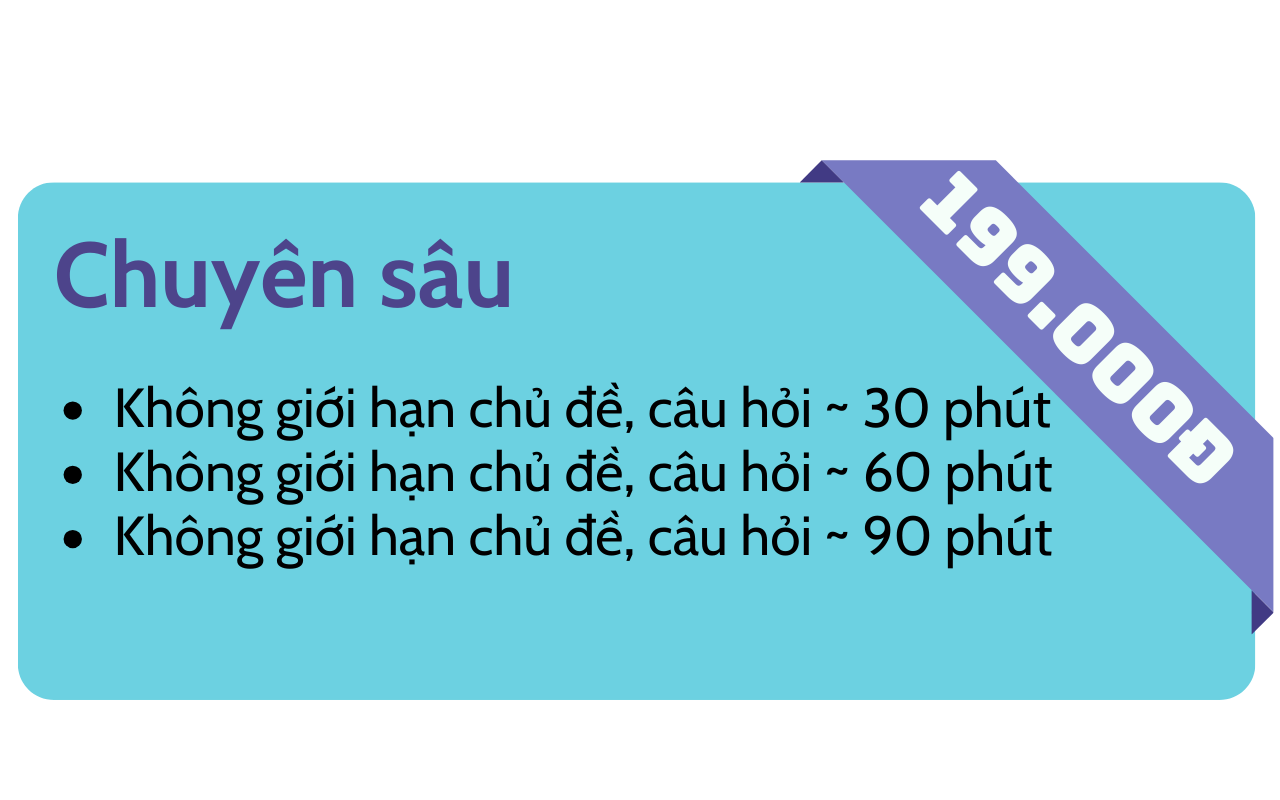 199.000Đ
Chuyên sâu
Không giới hạn chủ đề, câu hỏi ~ 30 phút
Không giới hạn chủ đề, câu hỏi ~ 60 phút
Không giới hạn chủ đề, câu hỏi ~ 90 phút